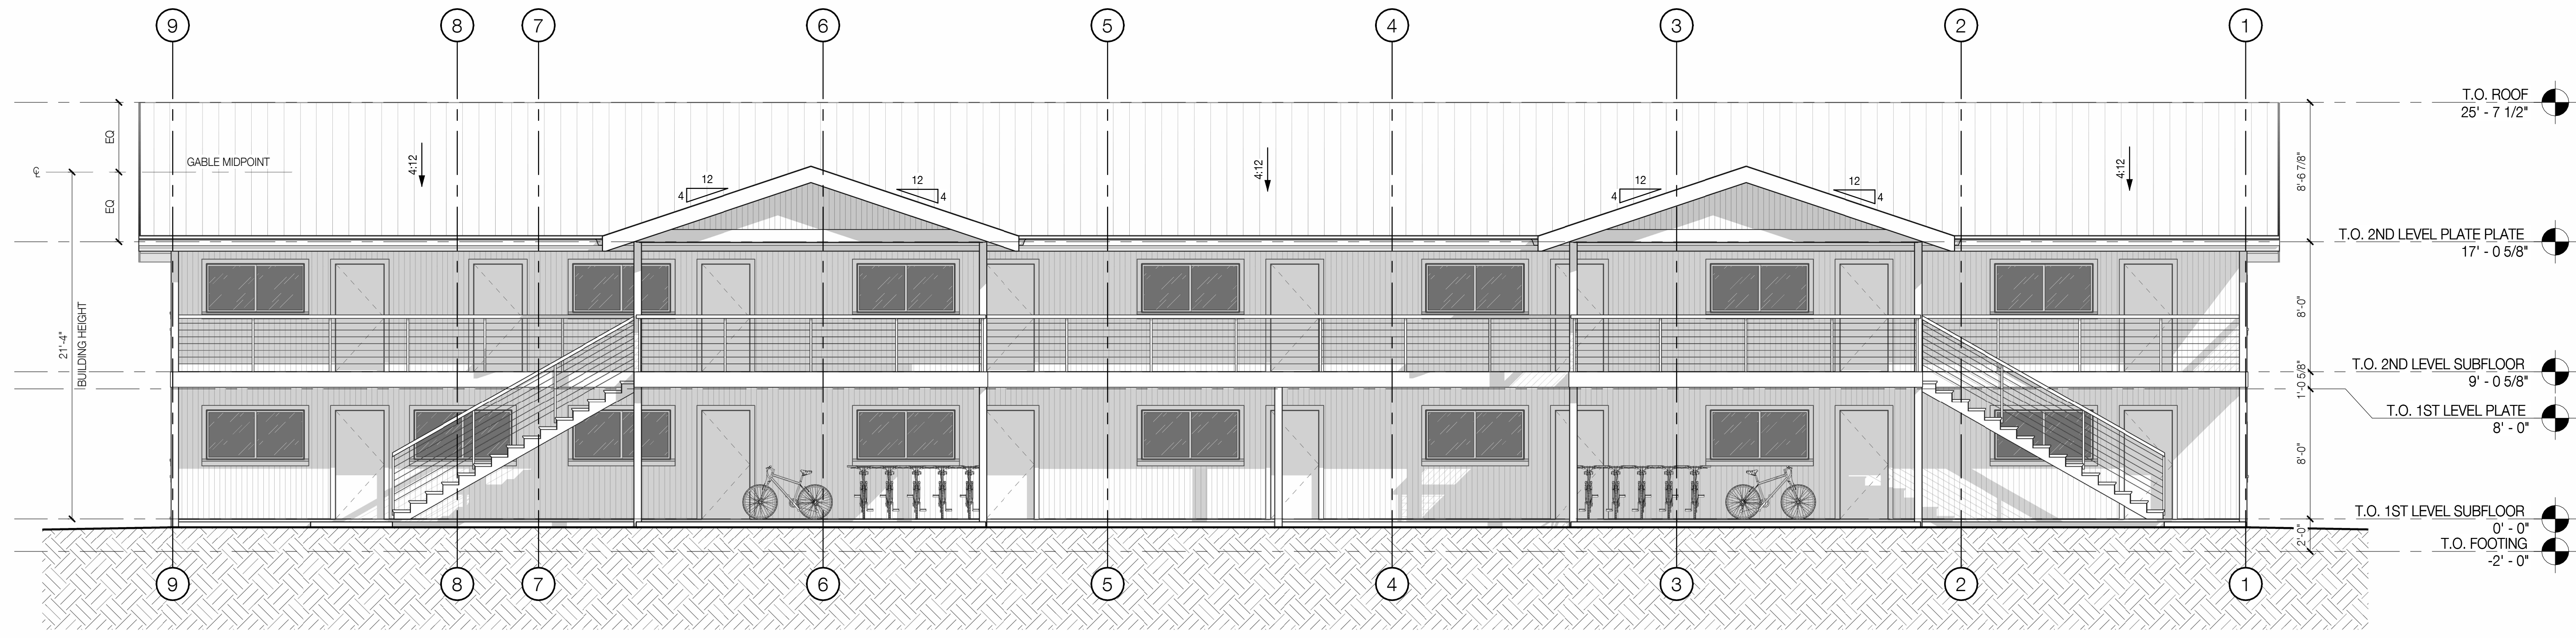 9 8 7 6 5 4 3 2 1
T.O. ROOF
25' - 7 1/2"
EQ
GABLE MIDPOINT
4:12
4:12
4:12
12
4
12
4
12
4
12
4
8'-6 7/8"
EQ
T.O. 2ND LEVEL PLATE PLATE
17' - 0 5/8"
8'-0"
21'-4"
BUILDING HEIGHT
T.O. 2ND LEVEL SUBFLOOR
9' - 0 5/8"
1'-0 5/8"
T.O. 1ST LEVEL PLATE
8' - 0"
8'-0"
T.O. 1ST LEVEL SUBFLOOR
0' - 0"
2'-0"
T.O. FOOTING
-2' - 0"
9 8 7 6 5 4 3 2 1